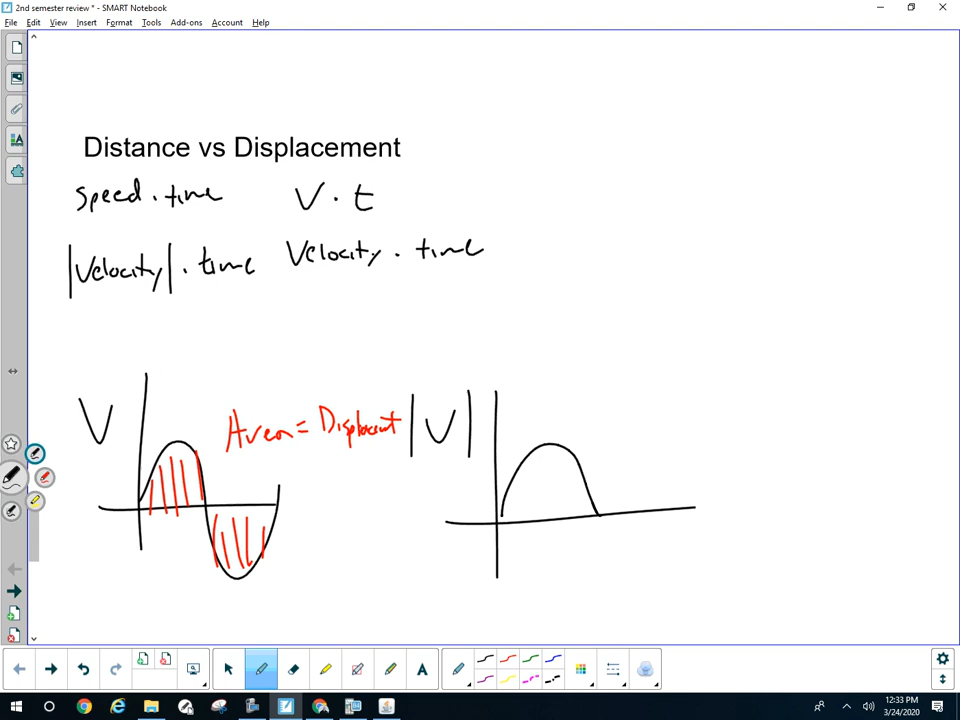 2nd semester review * - SMART Notebook
File Edit View Insert Format Tools Add-ons Account Help
Distance vs Displacement
speed · time V · t
|Velocity| · time Velocity · time
V Area = Displacent |V|
A
12:33 PM
3/24/2020